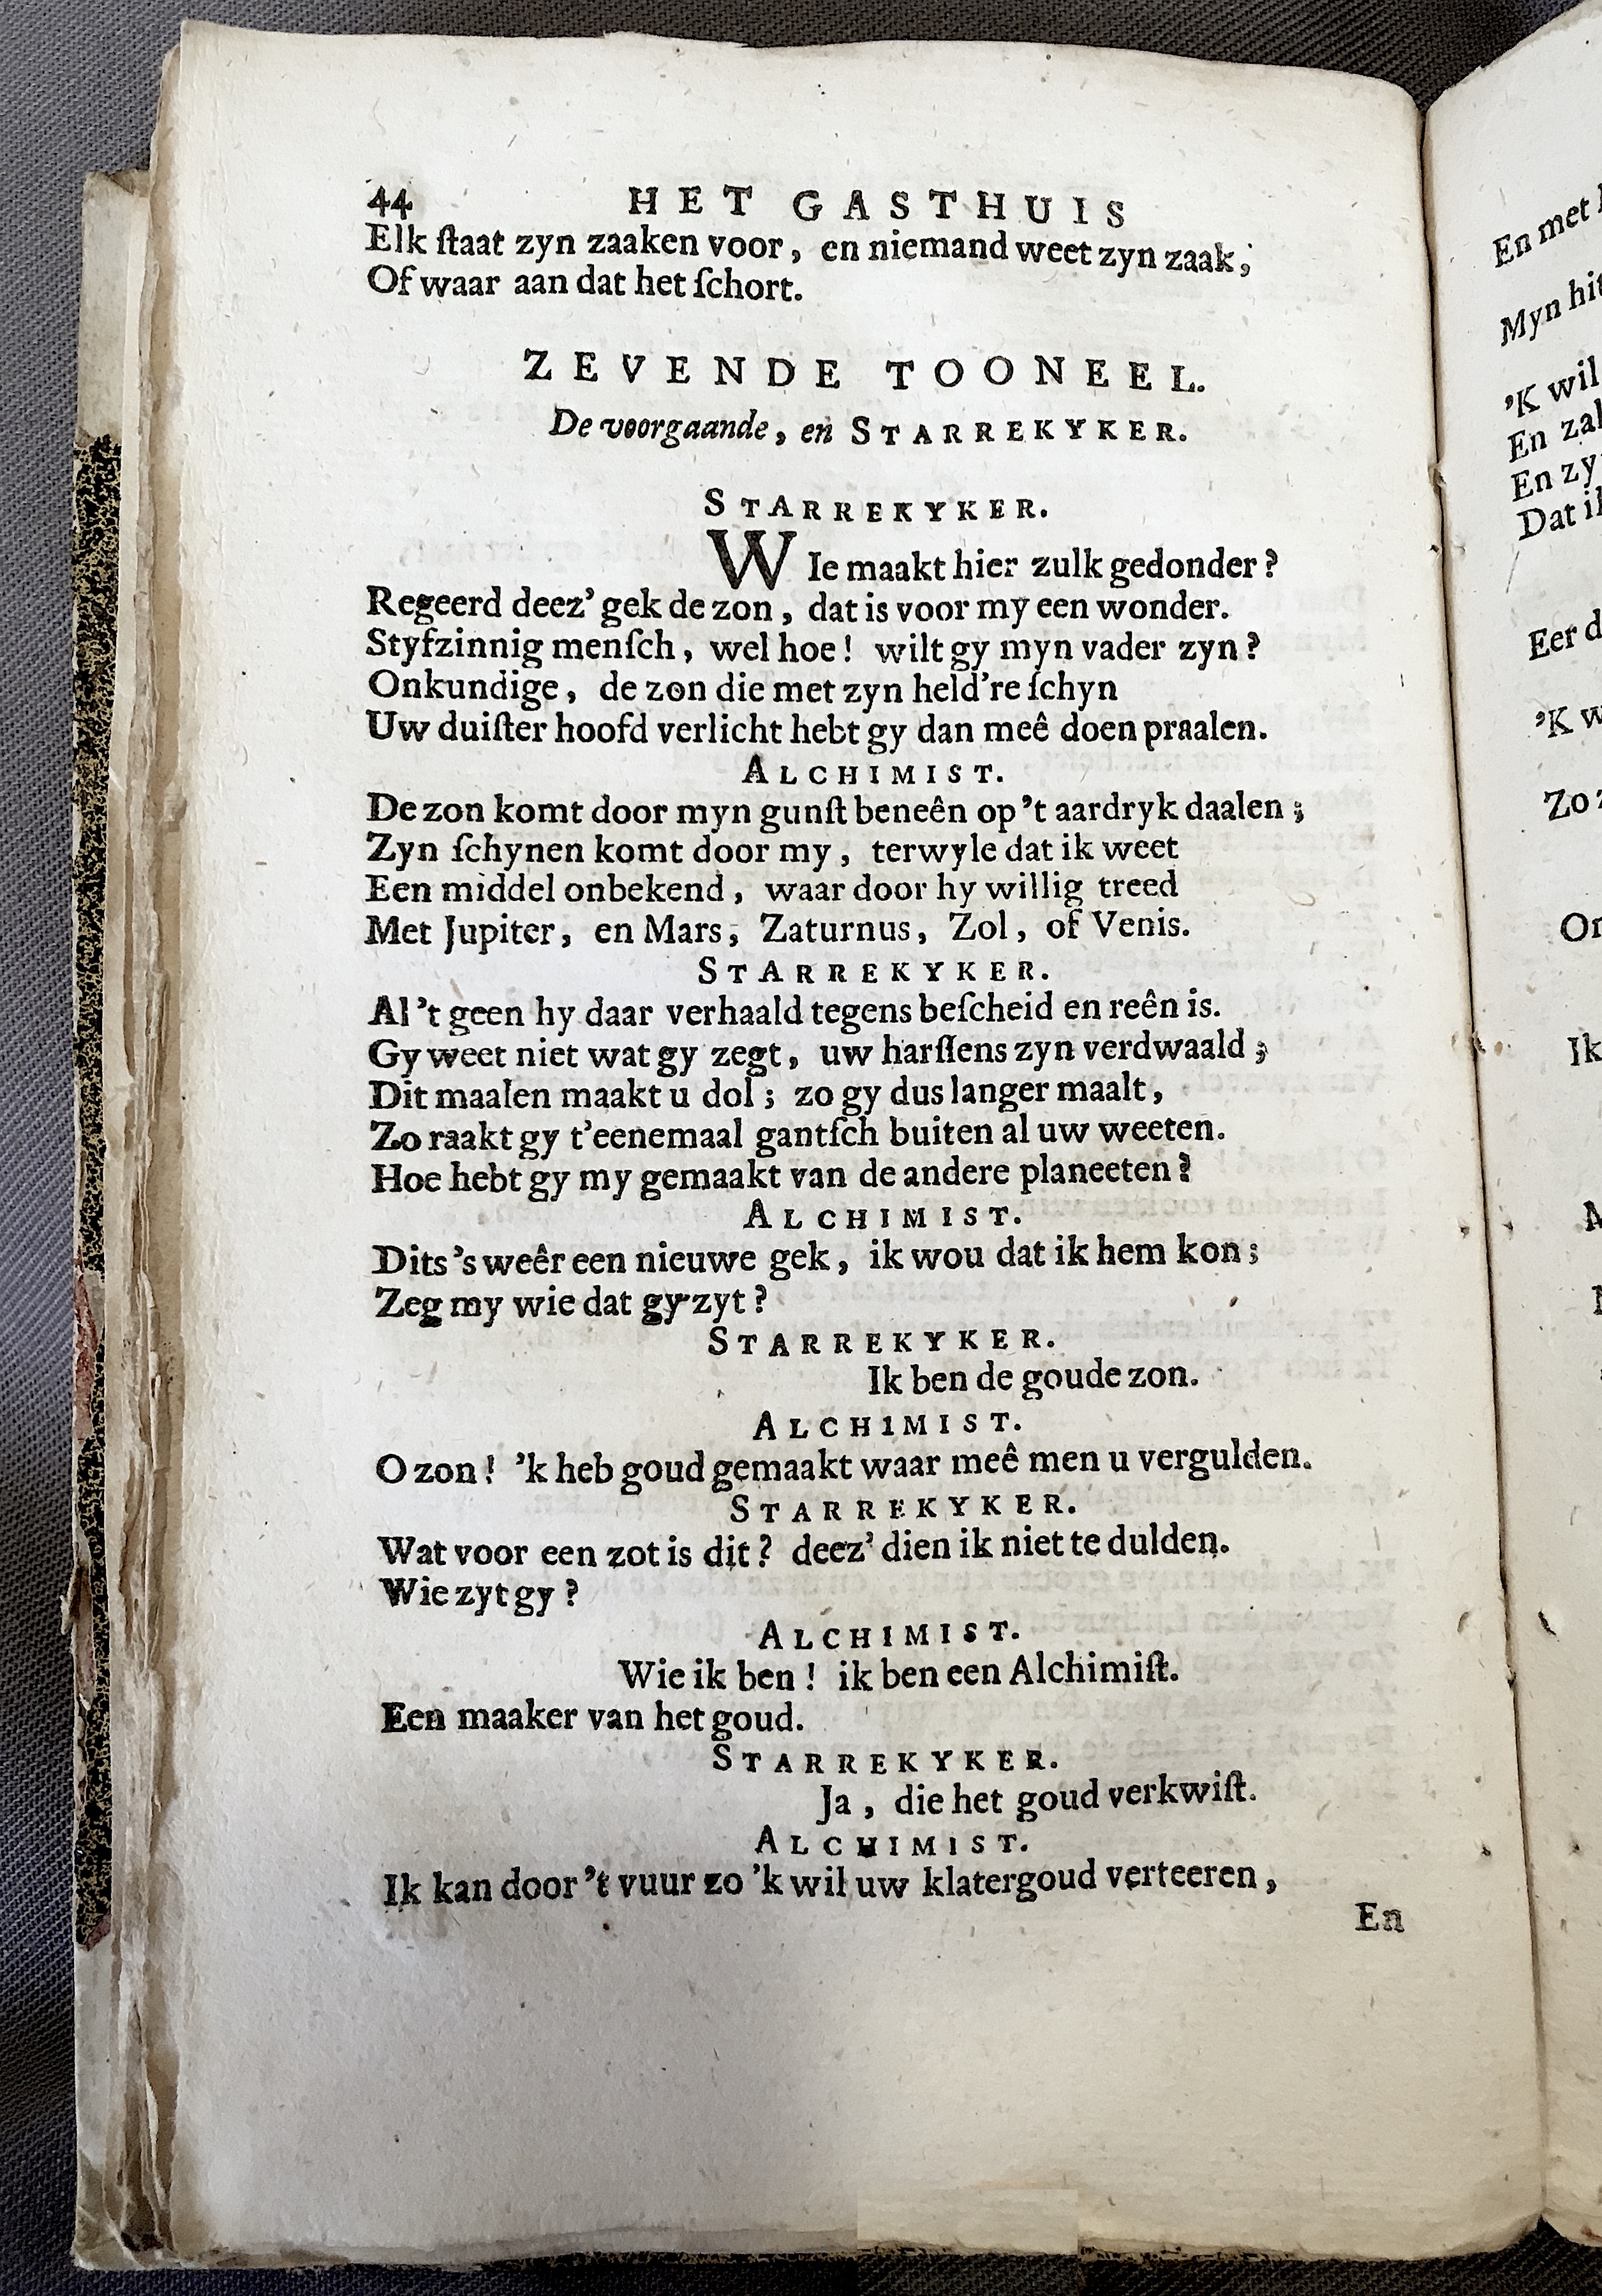 44 HET GASTHUIS
Elk ſtaat zyn zaaken voor, en niemand weet zyn zaak,
Of waar aan dat het ſchort.
ZEVENDE TOONEEL.
De voorgaande, en STARREKYKER.
STARREKYKER.
WIe maakt hier zulk gedonder?
Regeerd deez' gek de zon, dat is voor my een wonder.
Styfzinnig menſch, wel hoe! wilt gy myn vader zyn?
Onkundige, de zon die met zyn held're ſchyn
Uw duiſter hoofd verlicht hebt gy dan meê doen praalen.
ALCHIMIST.
De zon komt door myn gunſt beneên op 't aardryk daalen;
Zyn ſchynen komt door my, terwyle dat ik weet
Een middel onbekend, waar door hy willig treed
Met Jupiter, en Mars, Zaturnus, Zol, of Venis.
STARREKYKER.
Al 't geen hy daar verhaald tegens beſcheid en reên is.
Gy weet niet wat gy zegt, uw harſſens zyn verdwaald;
Dit maalen maakt u dol; zo gy dus langer maalt,
Zo raakt gy t'eenemaal gantſch buiten al uw weeten.
Hoe hebt gy my gemaakt van de andere planeeten?
ALCHIMIST.
Dits 's weêr een nieuwe gek, ik wou dat ik hem kon;
Zeg my wie dat gy zyt?
STARREKYKER.
Ik ben de goude zon.
ALCHIMIST.
O zon! 'k heb goud gemaakt waar meê men u vergulden.
STARREKYKER.
Wat voor een zot is dit? deez' dien ik niet te dulden.
Wie zyt gy?
ALCHIMIST.
Wie ik ben! ik ben een Alchimiſt.
Een maaker van het goud.
STARREKYKER.
Ja, die het goud verkwiſt.
ALCHIMIST.
Ik kan door 't vuur zo 'k wil uw klatergoud verteeren,
En
En met
Myn
'K wil
En
En
Dat
Eer
'K
Zo
Ik